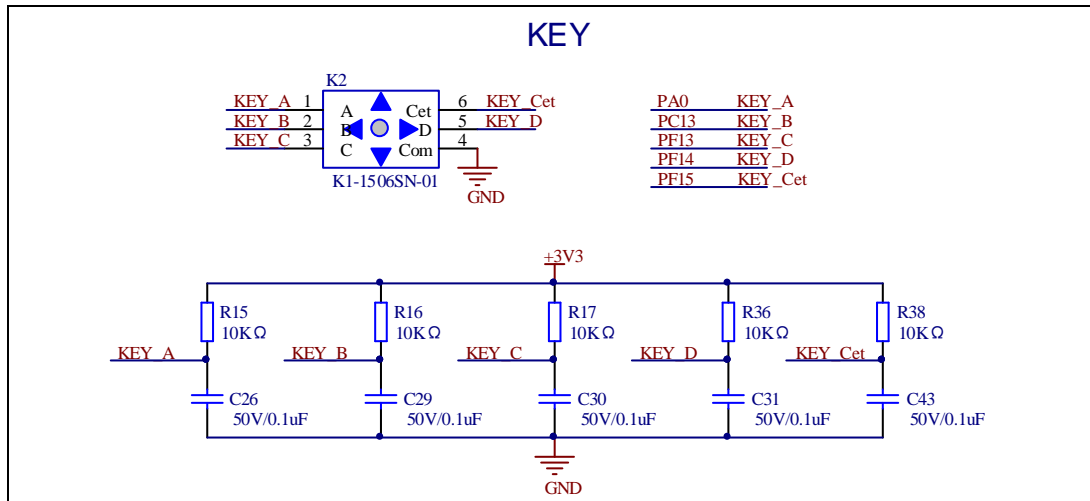 KEY
K2
KEY_A 1 A Cet 6 KEY_Cet
KEY_B 2 B D 5 KEY_D
KEY_C 3 C Com 4
K1-1506SN-01
GND
PA0 KEY_A
PC13 KEY_B
PF13 KEY_C
PF14 KEY_D
PF15 KEY_Cet
+3V3
R15 R16 R17 R36 R38
10KΩ 10KΩ 10KΩ 10KΩ 10KΩ
KEY_A KEY_B KEY_C KEY_D KEY_Cet
C26 C29 C30 C31 C43
50V/0.1uF 50V/0.1uF 50V/0.1uF 50V/0.1uF 50V/0.1uF
GND